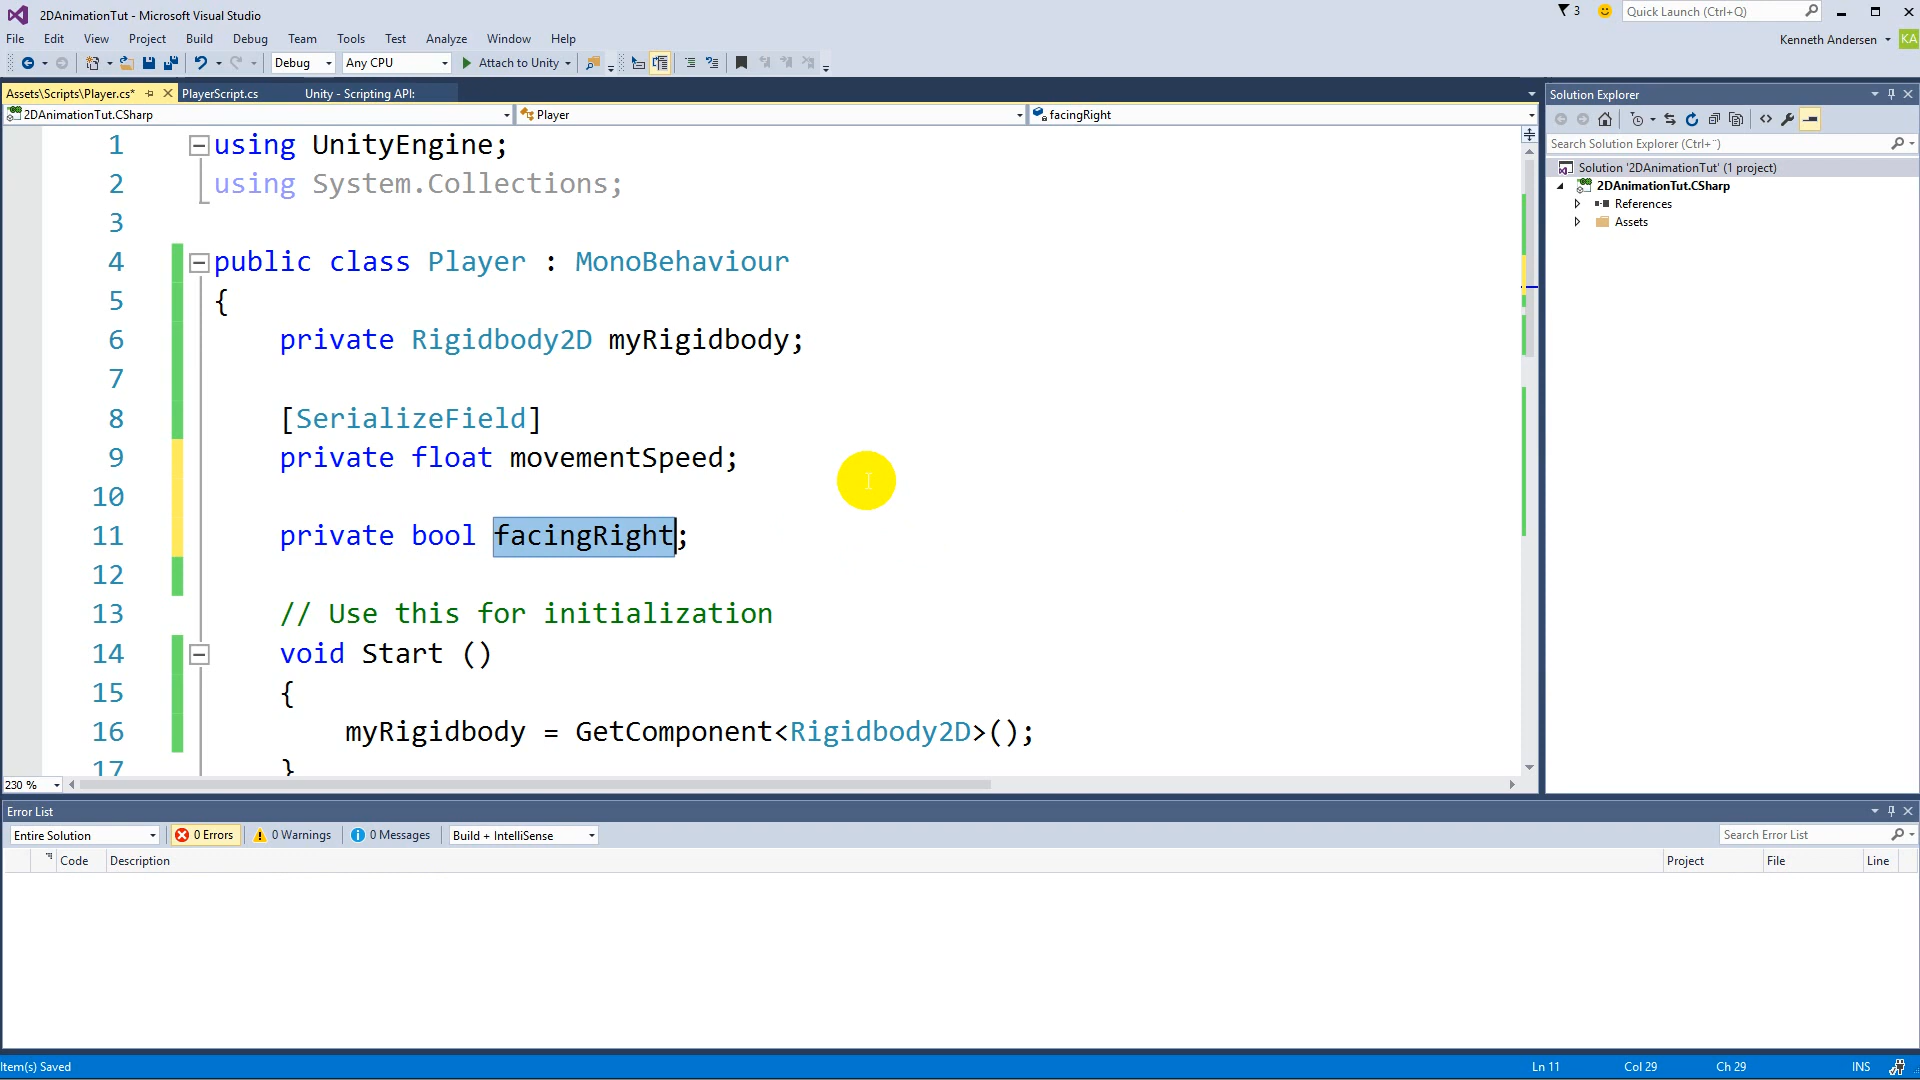 2DAnimationTut - Microsoft Visual Studio
3
Quick Launch (Ctrl+Q)
File Edit View Project Build Debug Team Tools Test Analyze Window Help
Kenneth Andersen
KA
Debug Any CPU Attach to Unity
Assets\Scripts\Player.cs* PlayerScript.cs Unity - Scripting API:
2DAnimationTut.CSharp Player facingRight
1 using UnityEngine;
2 using System.Collections;
3
4 public class Player : MonoBehaviour
5 {
6 private Rigidbody2D myRigidbody;
7
8 [SerializeField]
9 private float movementSpeed;
10
11 private bool facingRight;
12
13 // Use this for initialization
14 void Start ()
15 {
16 myRigidbody = GetComponent<Rigidbody2D>();
17 }
230 %
Solution Explorer
Search Solution Explorer (Ctrl+¨)
Solution '2DAnimationTut' (1 project)
2DAnimationTut.CSharp
References
Assets
Error List
Entire Solution 0 Errors 0 Warnings 0 Messages Build + IntelliSense
Search Error List
Code Description Project File Line
Item(s) Saved
Ln 11 Col 29 Ch 29 INS